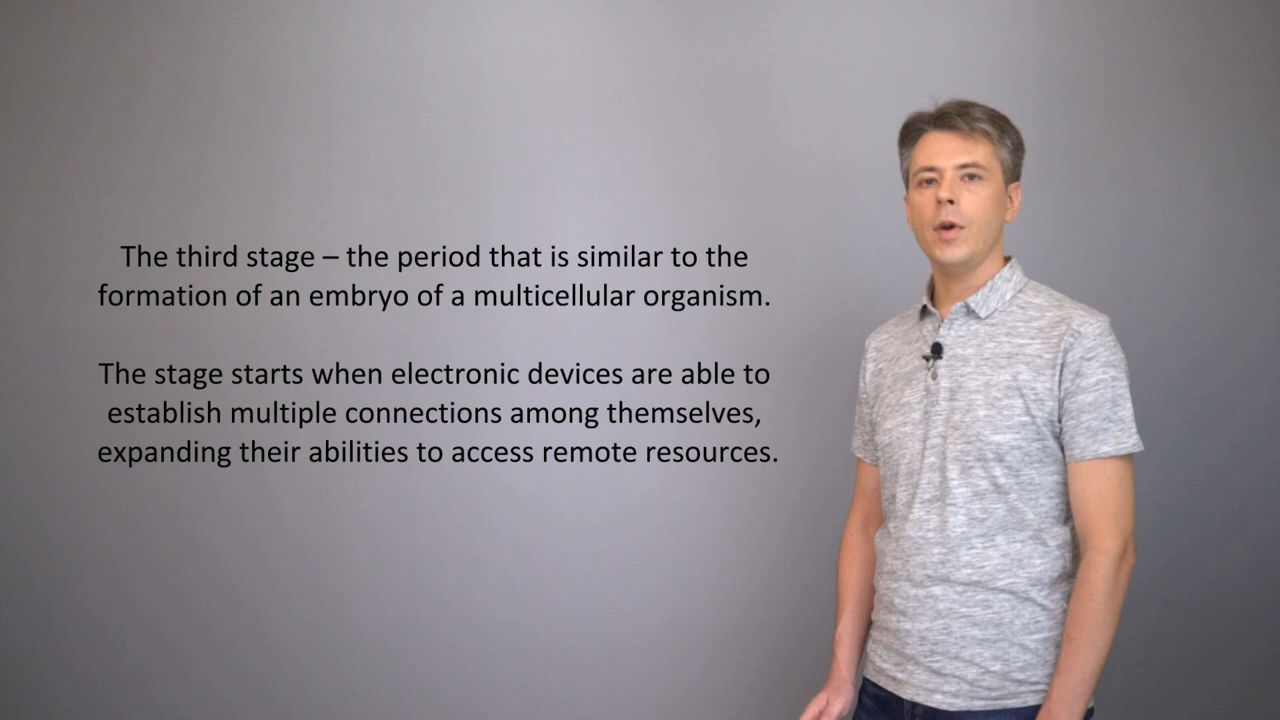 The third stage – the period that is similar to the
formation of an embryo of a multicellular organism.
The stage starts when electronic devices are able to
establish multiple connections among themselves,
expanding their abilities to access remote resources.